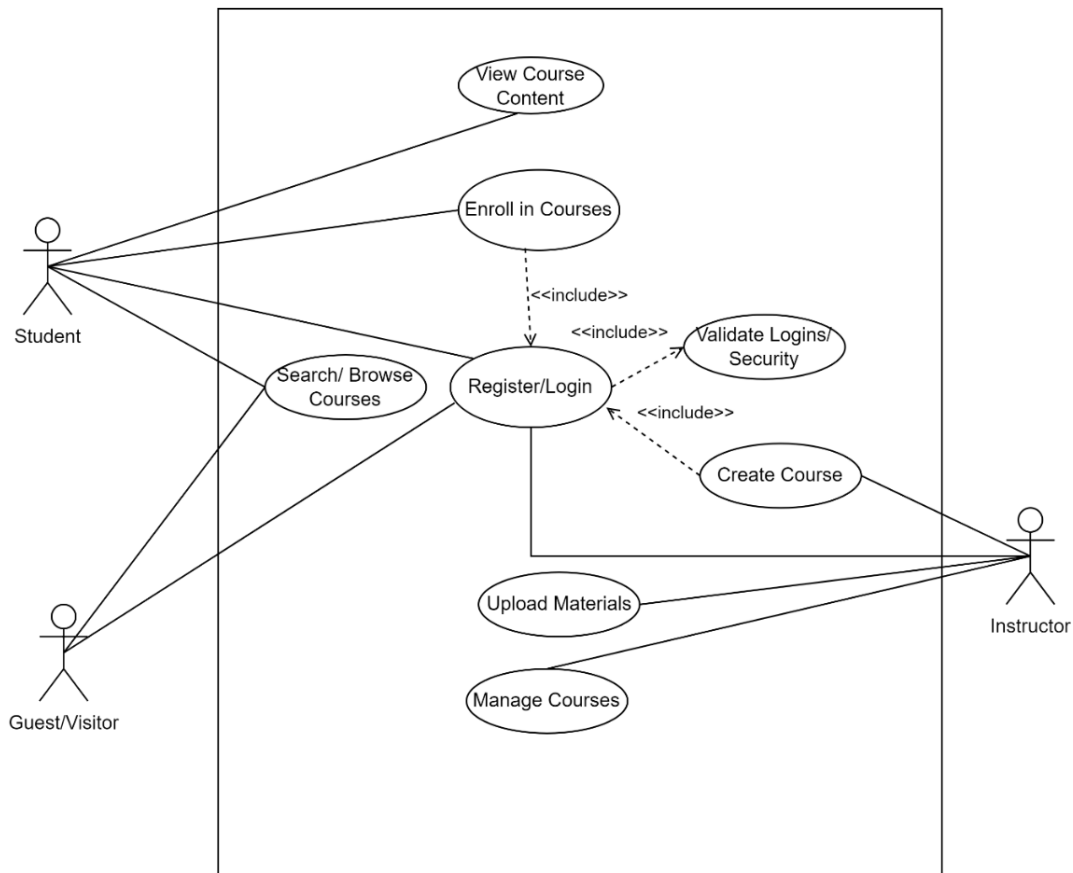 View Course
Content
Enroll in Courses
<<include>>
Student
<<include>>
Validate Logins/
Security
Search/ Browse
Courses
Register/Login
<<include>>
Create Course
Upload Materials
Instructor
Manage Courses
Guest/Visitor